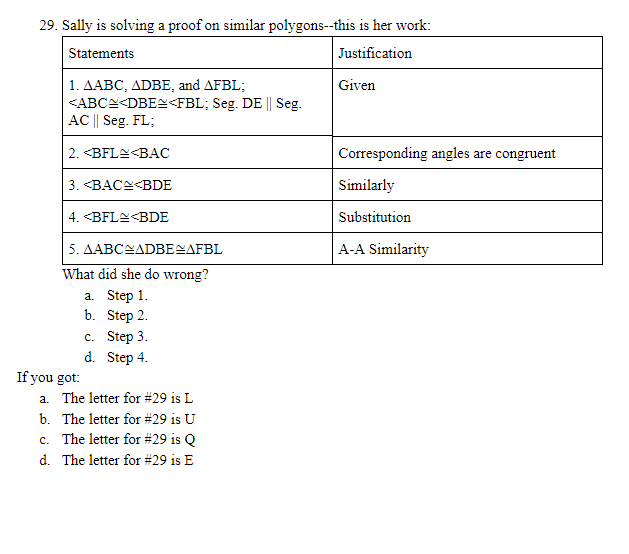 29. Sally is solving a proof on similar polygons--this is her work:
Statements Justification
1. ΔABC, ΔDBE, and ΔFBL; Given
<ABC≅<DBE≅<FBL; Seg. DE || Seg.
AC || Seg. FL;
2. <BFL≅<BAC Corresponding angles are congruent
3. <BAC≅<BDE Similarly
4. <BFL≅<BDE Substitution
5. ΔABC≅ΔDBE≅ΔFBL A-A Similarity
What did she do wrong?
a. Step 1.
b. Step 2.
c. Step 3.
d. Step 4.
If you got:
a. The letter for #29 is L
b. The letter for #29 is U
c. The letter for #29 is Q
d. The letter for #29 is E